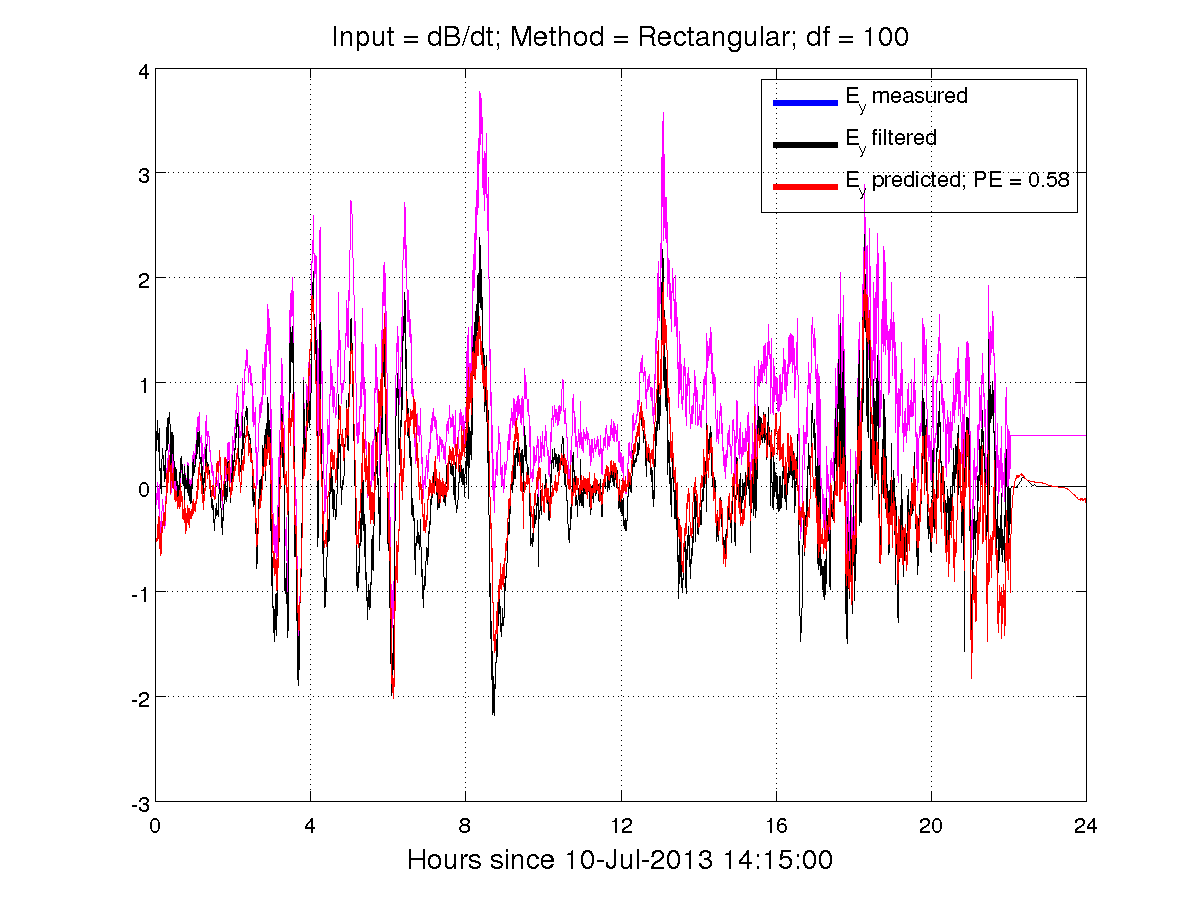 Input = dB/dt; Method = Rectangular; df = 100
E_y measured
E_y filtered
E_y predicted; PE = 0.58
4
3
2
1
0
-1
-2
-3
0 4 8 12 16 20 24
Hours since 10-Jul-2013 14:15:00